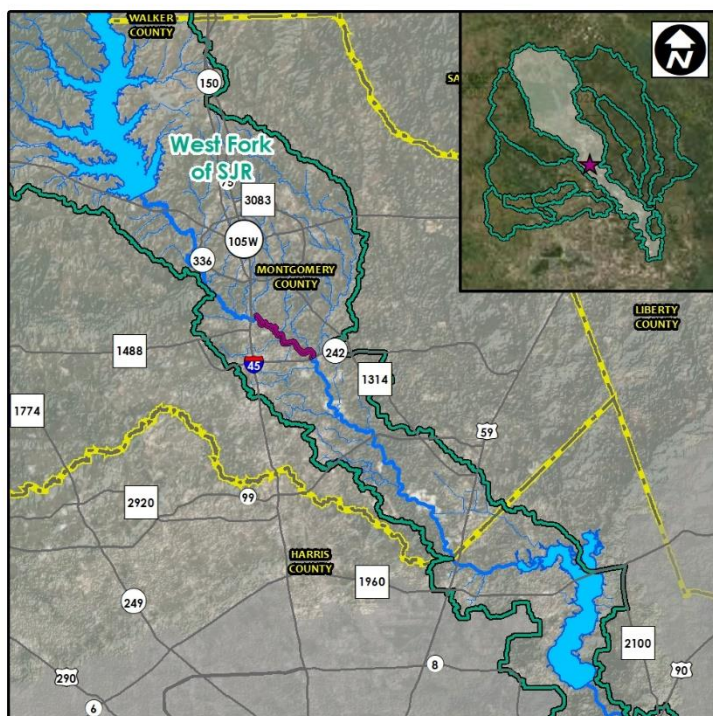 WALKER
COUNTY
SA
N
150
West Fork
of SJR
75
3083
105W
336
MONTGOMERY
COUNTY
LIBERTY
COUNTY
1488
242
45
1314
1774
59
2920
99
HARRIS
COUNTY
1960
249
2100
8
290
90
6